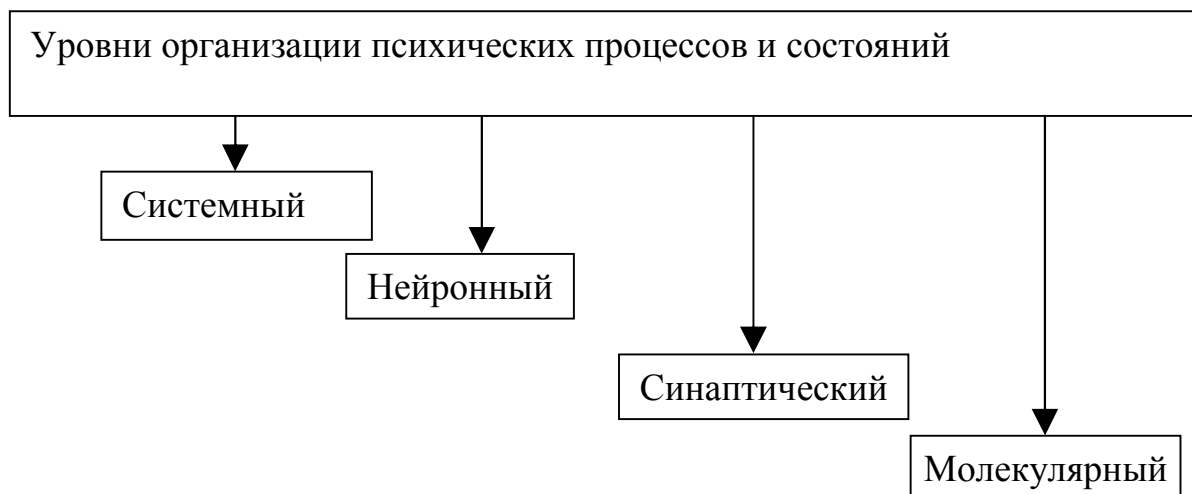 Уровни организации психических процессов и состояний
Системный
Нейронный
Синаптический
Молекулярный